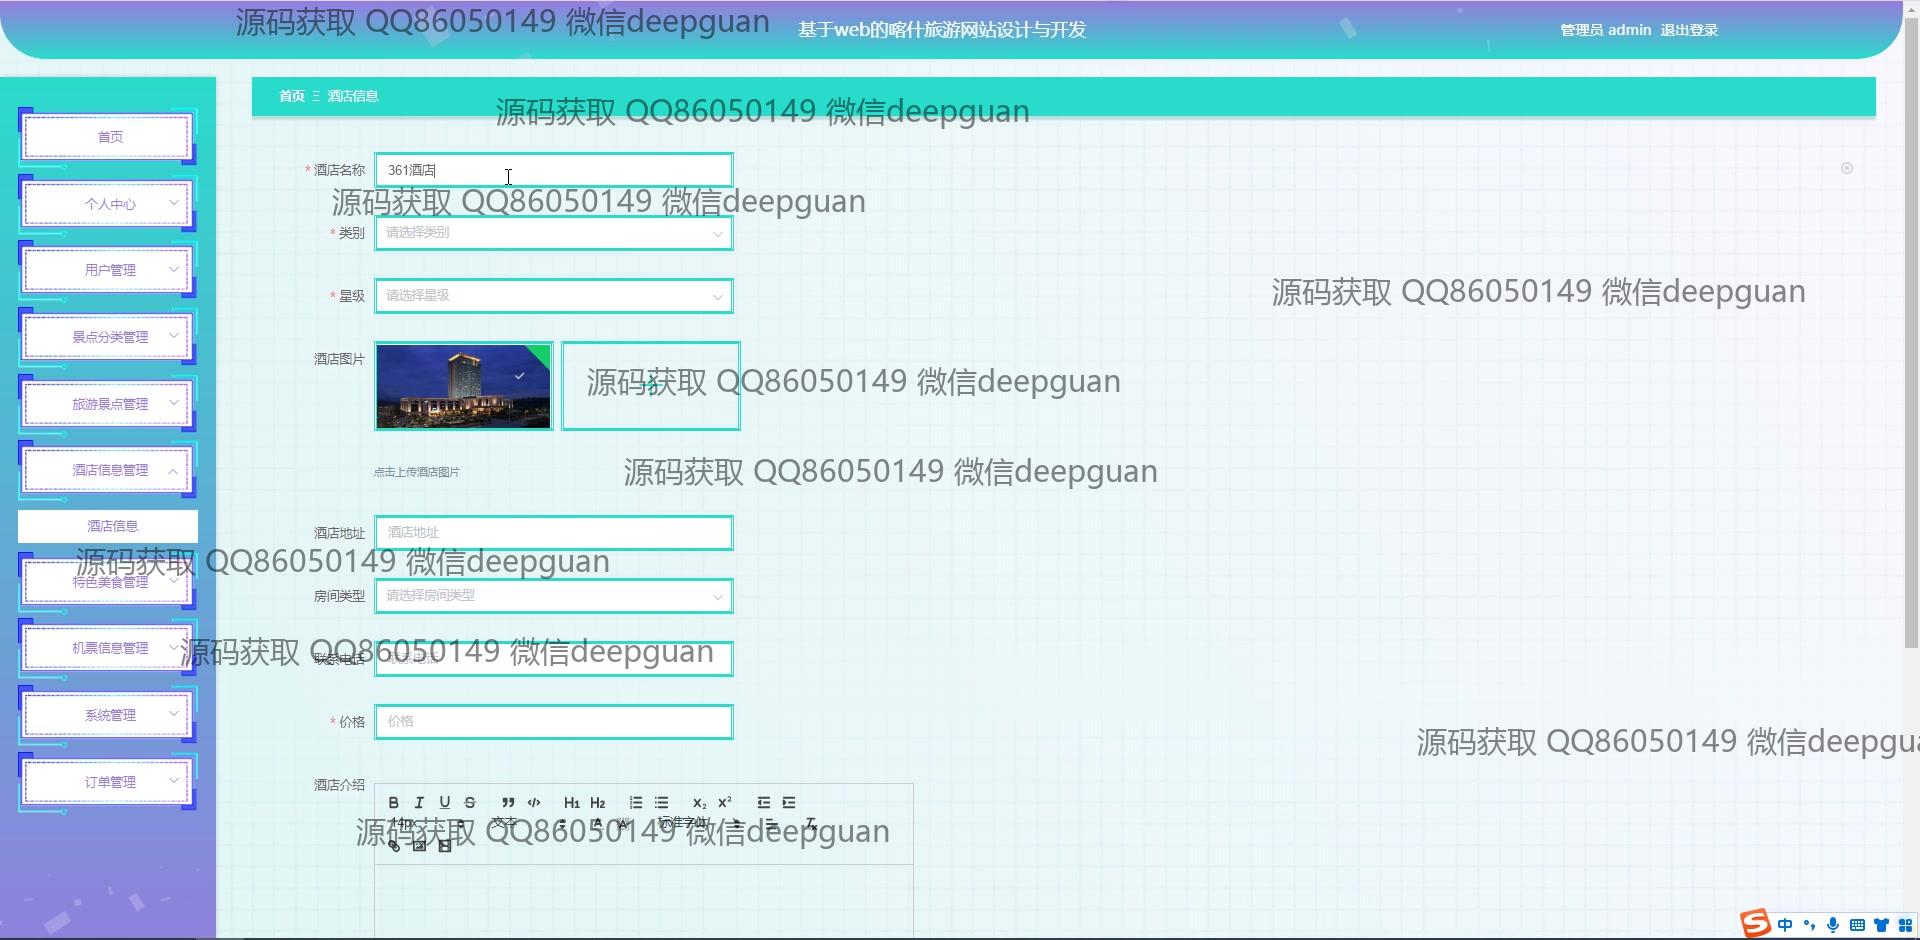 源码获取 QQ86050149 微信deepguan
基于web的喀什旅游网站设计与开发
管理员 admin 退出登录
首页 三 酒店信息
源码获取 QQ86050149 微信deepguan
首页
个人中心
用户管理
景点分类管理
旅游景点管理
酒店信息管理
酒店信息
特色美食管理
机票信息管理
系统管理
订单管理
* 酒店名称 361酒店
源码获取 QQ86050149 微信deepguan
* 类别 请选择类别
源码获取 QQ86050149 微信deepguan
* 星级 请选择星级
酒店图片
源码获取 QQ86050149 微信deepguan
点击上传酒店图片
源码获取 QQ86050149 微信deepguan
酒店地址 酒店地址
源码获取 QQ86050149 微信deepguan
房间类型 请选择房间类型
源码获取 QQ86050149 微信deepguan
联系电话 联系电话
* 价格 价格
源码获取 QQ86050149 微信deepgua
酒店介绍
B I U S ❞ </> H1 H2 X₂ X²
14px 文本 A 标准字体
源码获取 QQ86050149 微信deepguan
S 中